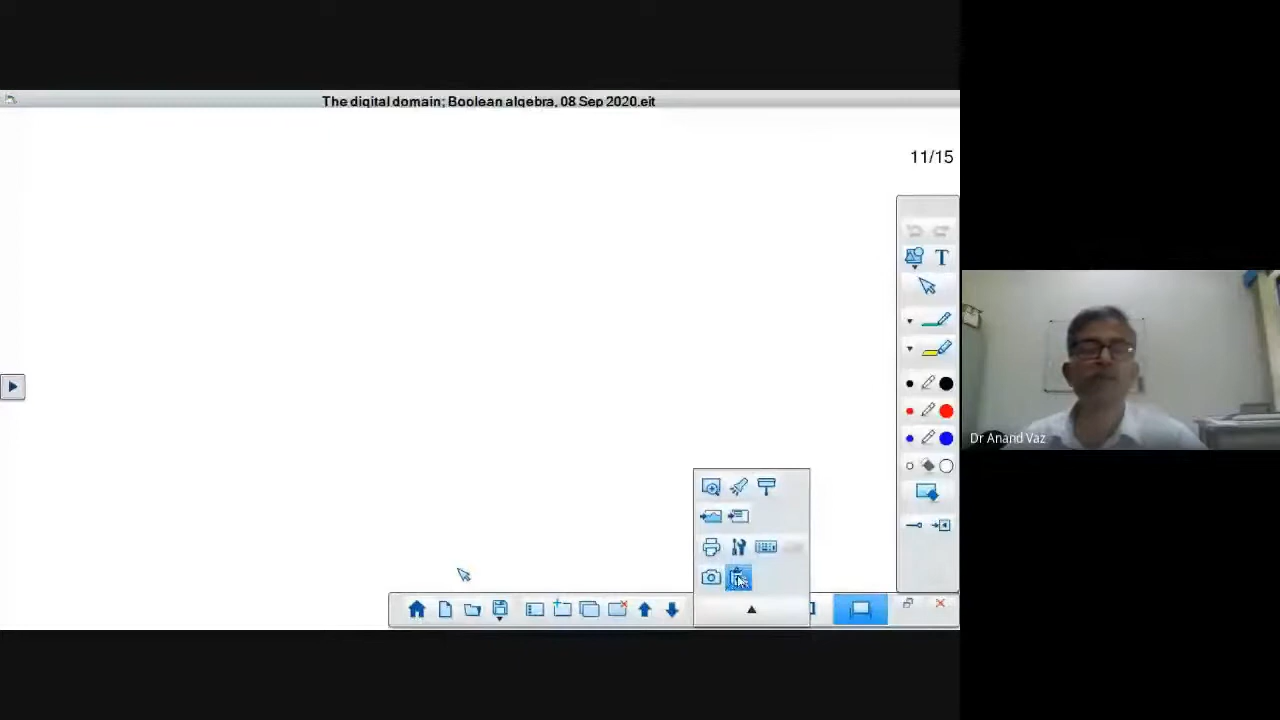 The digital domain; Boolean algebra, 08 Sep 2020.eit
11/15
T
Dr Anand Vaz